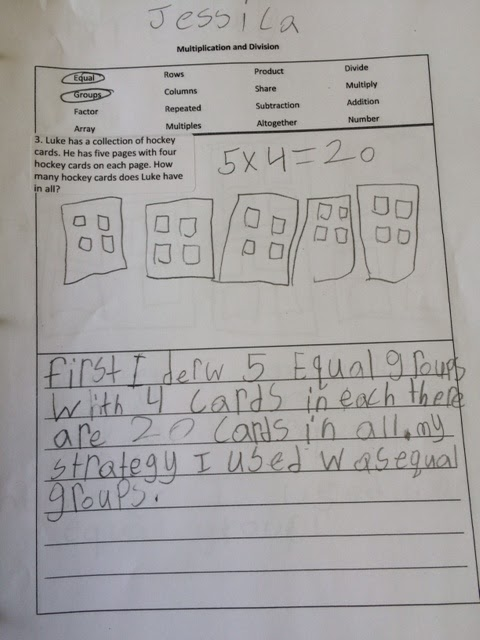 Jessica
Multiplication and Division
Equal Rows Product Divide
Groups Columns Share Multiply
Factor Repeated Subtraction Addition
Array Multiples Altogether Number
3. Luke has a collection of hockey
cards. He has five pages with four
hockey cards on each page. How
many hockey cards does Luke have
in all?
5x4=20
first I derw 5 Equal groups
with 4 cards in each there
are 20 cards in all. my
strategy I used was equal
groups.